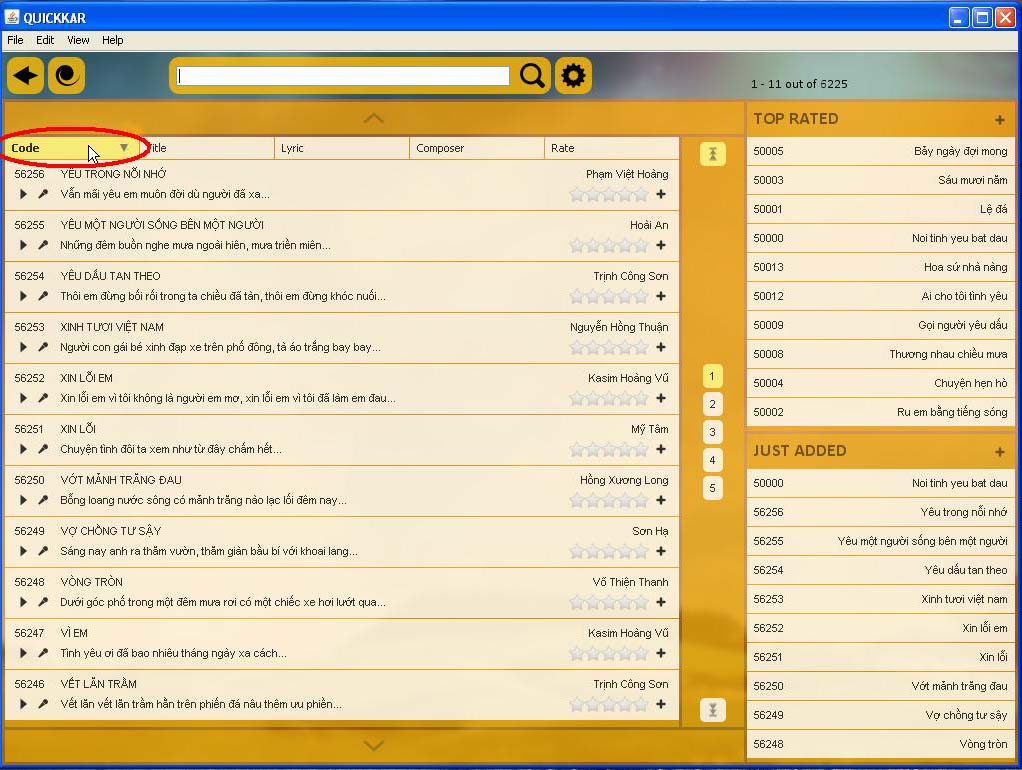 QUICKKAR
File Edit View Help
1 - 11 out of 6225
Code Title Lyric Composer Rate
56256 YÊU TRONG NỖI NHỚ Phạm Việt Hoàng
Vẫn mãi yêu em muôn đời dù người đã xa...
56255 YÊU MỘT NGƯỜI SỐNG BÊN MỘT NGƯỜI Hoài An
Những đêm buồn nghe mưa ngoài hiên, mưa triền miên...
56254 YÊU DẤU TAN THEO Trịnh Công Sơn
Thôi em đừng bối rối trong ta chiều đã tàn, thôi em đừng khóc nuối...
56253 XINH TƯƠI VIỆT NAM Nguyễn Hồng Thuận
Người con gái bé xinh đạp xe trên phố đông, tà áo trắng bay bay...
56252 XIN LỖI EM Kasim Hoàng Vũ
Xin lỗi em vì tôi không là người em mơ, xin lỗi em vì tôi đã làm em đau...
56251 XIN LỖI Mỹ Tâm
Chuyện tình đôi ta xem như từ đây chấm hết...
56250 VỚT MẢNH TRĂNG ĐAU Hồng Xương Long
Bỗng loang nước sông có mảnh trăng nào lạc lối đêm nay...
56249 VỢ CHỒNG TƯ SẬY Sơn Hạ
Sáng nay anh ra thăm vườn, thăm giàn bầu bí với khoai lang...
56248 VÒNG TRÒN Võ Thiện Thanh
Dưới góc phố trong một đêm mưa rơi có một chiếc xe hơi lướt qua...
56247 VÌ EM Kasim Hoàng Vũ
Tình yêu ơi đã bao nhiêu tháng ngày xa cách...
56246 VẾT LĂN TRẦM Trịnh Công Sơn
Vết lăn vết lăn trầm hằn trên phiến đá nâu thêm ưu phiền...
1
2
3
4
5
TOP RATED +
50005 Bảy ngày đợi mong
50003 Sáu mươi năm
50001 Lệ đá
50000 Noi tinh yeu bat dau
50013 Hoa sứ nhà nàng
50012 Ai cho tôi tình yêu
50009 Gọi người yêu dấu
50008 Thương nhau chiều mưa
50004 Chuyện hẹn hò
50002 Ru em bằng tiếng sóng
JUST ADDED +
50000 Noi tinh yeu bat dau
56256 Yêu trong nỗi nhớ
56255 Yêu một người sống bên một người
56254 Yêu dấu tan theo
56253 Xinh tươi việt nam
56252 Xin lỗi em
56251 Xin lỗi
56250 Vớt mảnh trăng đau
56249 Vợ chồng tư sậy
56248 Vòng tròn